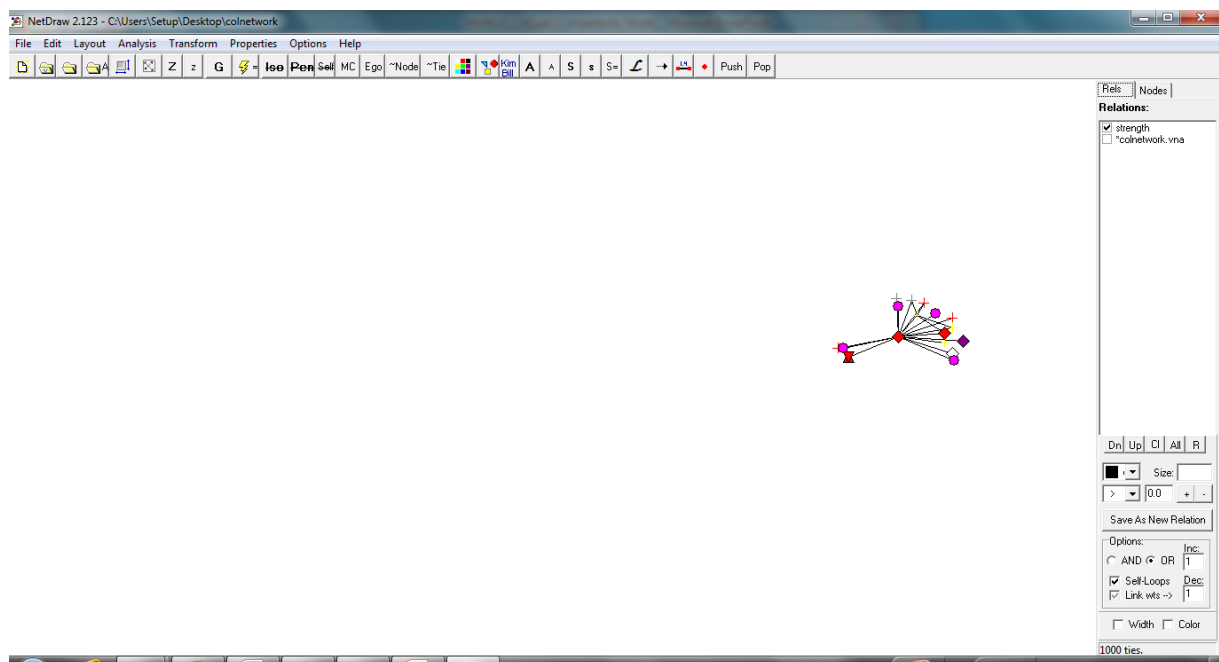 NetDraw 2.123 - C:\Users\Setup\Desktop\colnetwork
File Edit Layout Analysis Transform Properties Options Help
A Z z G = Iso Pen Self MC Ego ~Node ~Tie Kim Bill A A S s S= L L4 Push Pop
Rels Nodes
Relations:
strength
*colnetwork.vna
Dn Up Cl All R
Size:
> 0.0 + -
Save As New Relation
Options:
AND OR Inc: 1
Self-Loops Dec:
Link wts --> 1
Width Color
1000 ties.